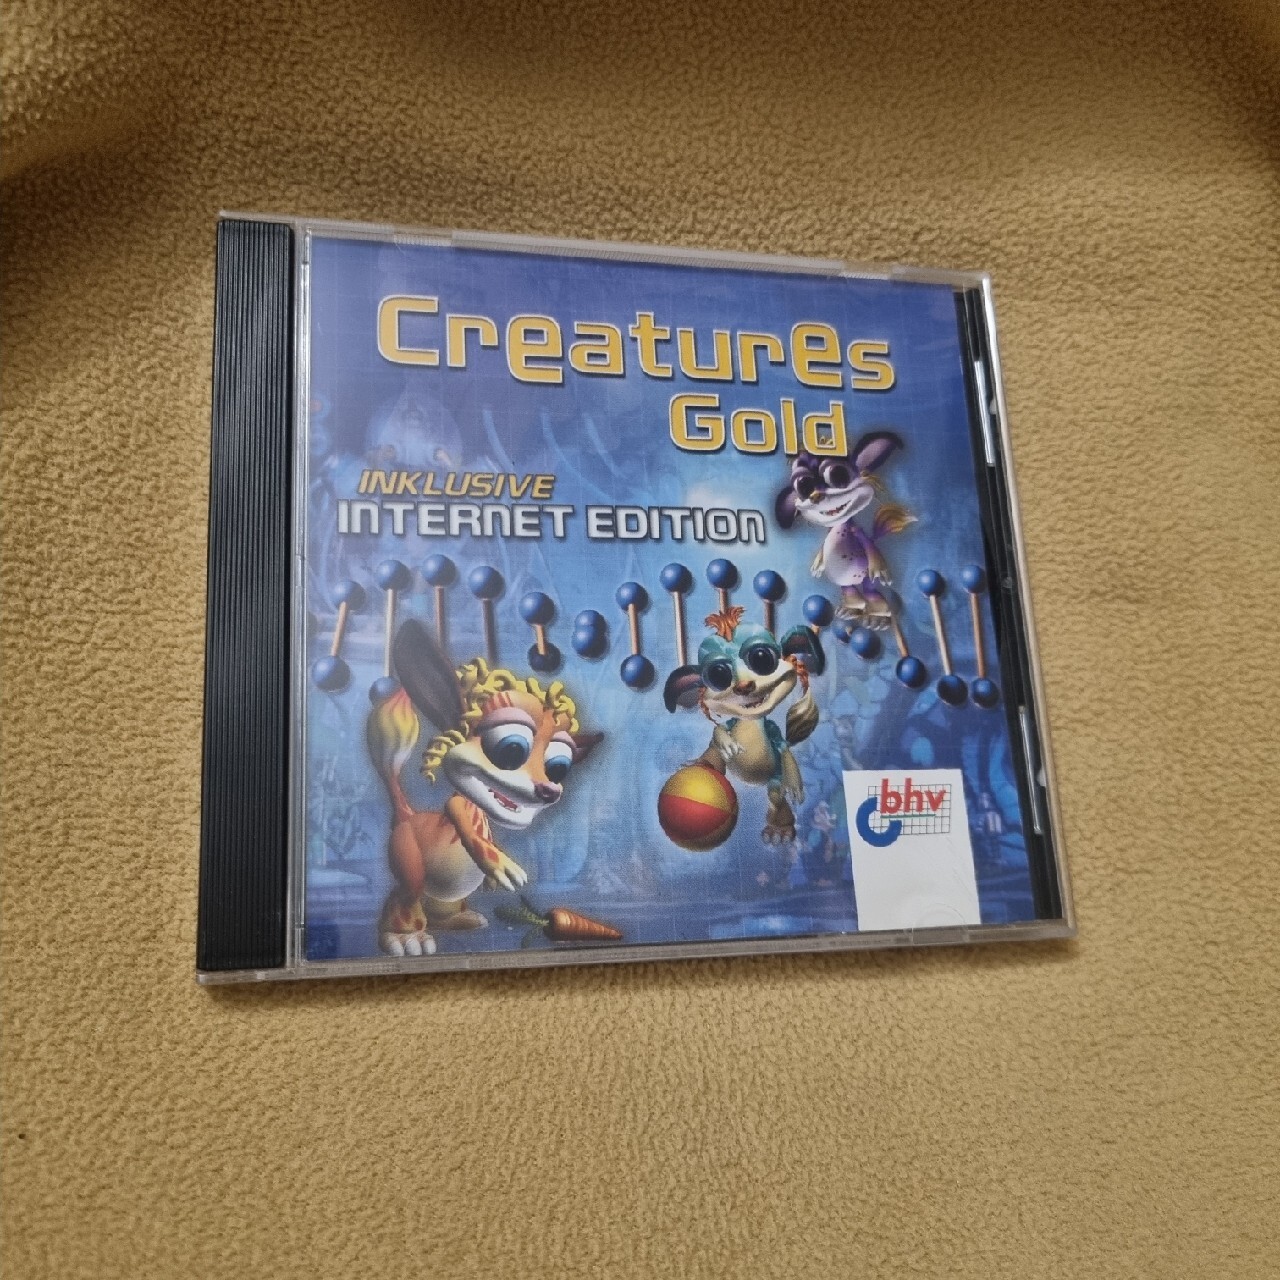 Creatures
Gold
INKLUSIVE
INTERNET EDITION
bhv